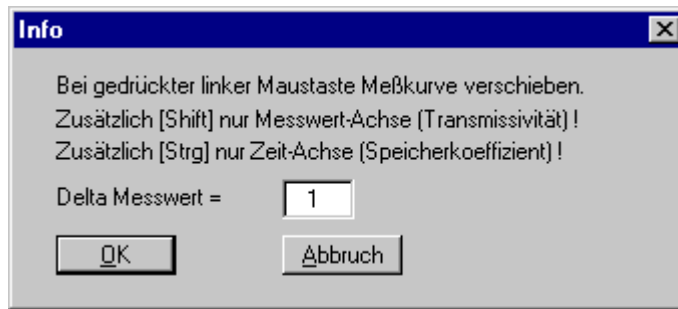 Info
Bei gedrückter linker Maustaste Meßkurve verschieben.
Zusätzlich [Shift] nur Messwert-Achse (Transmissivität) !
Zusätzlich [Strg] nur Zeit-Achse (Speicherkoeffizient) !
Delta Messwert = 1
OK Abbruch